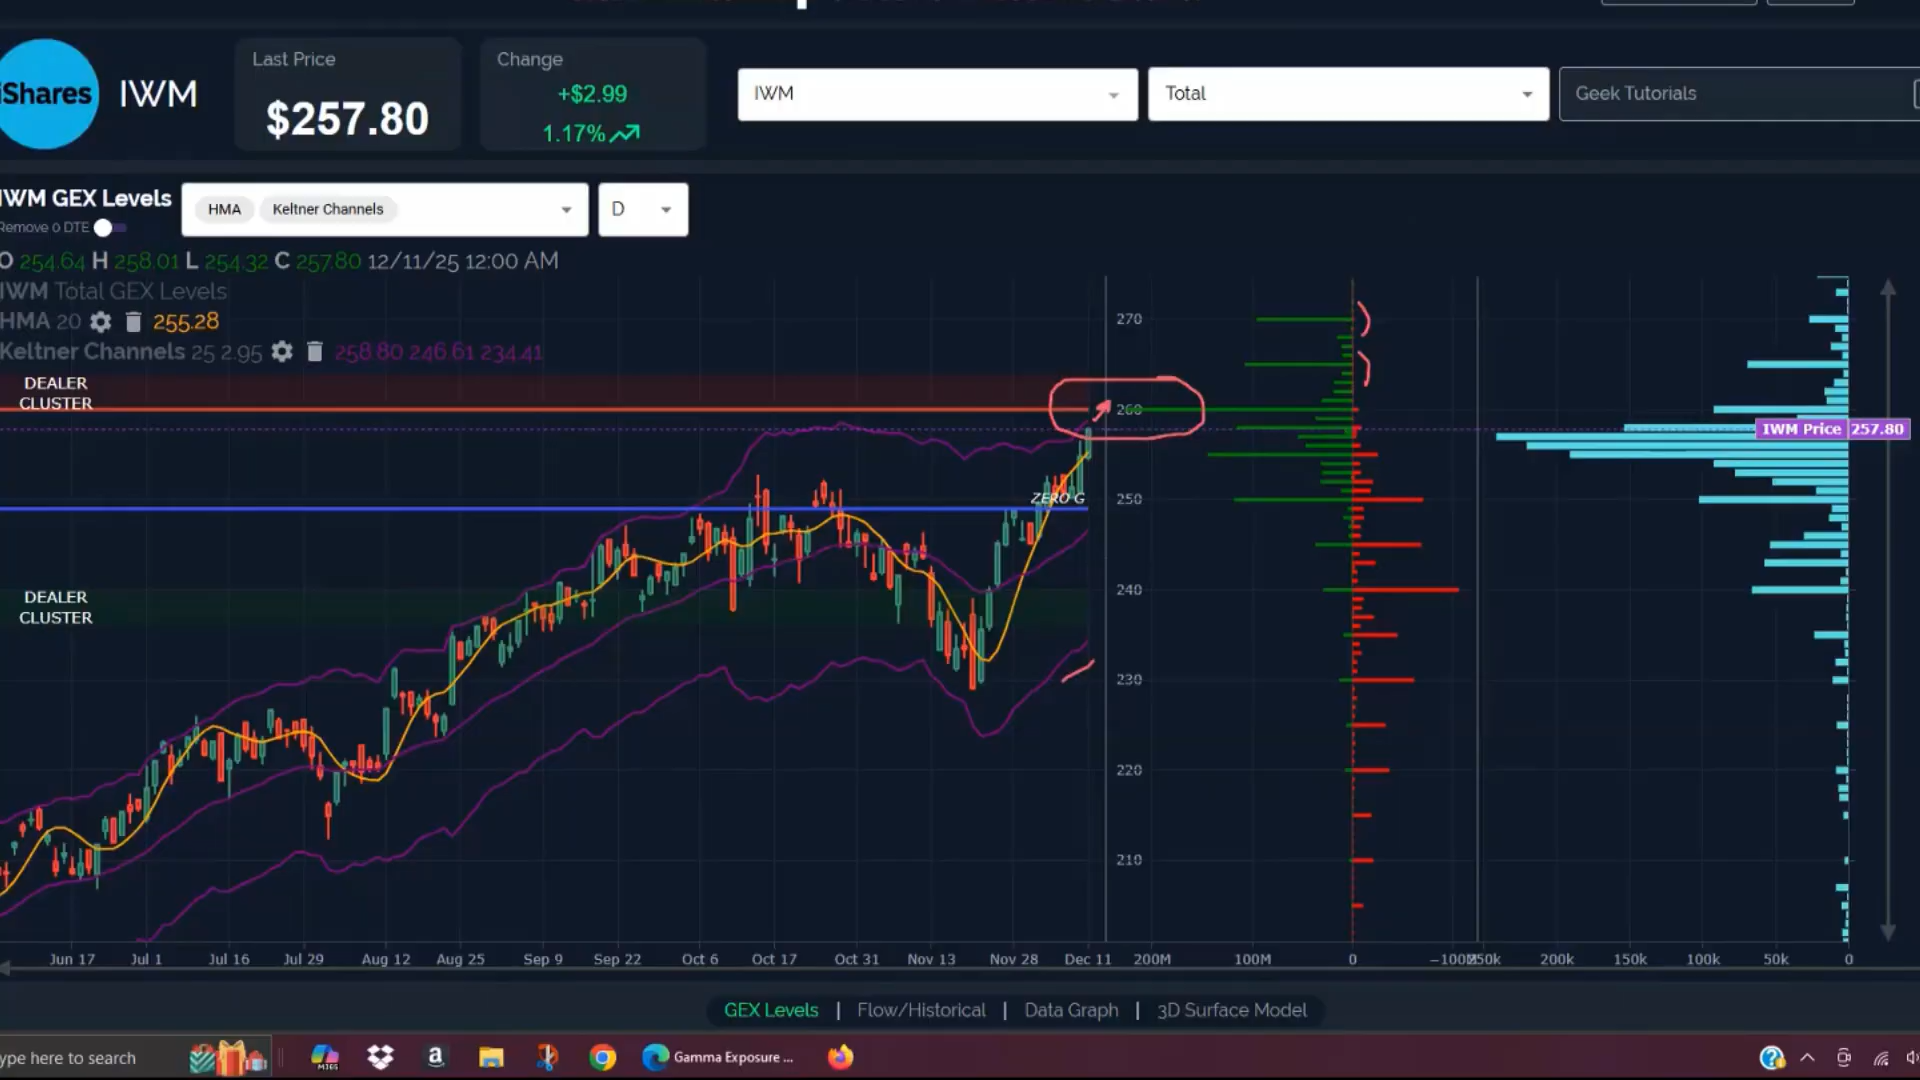 Last Price
Change
iShares
IWM
$257.80
+$2.99
1.17%
IWM
Total
Geek Tutorials
IWM GEX Levels
Remove 0 DTE
HMA
Keltner Channels
D
O 254.64 H 258.01 L 254.32 C 257.80 12/11/25 12:00 AM
IWM Total GEX Levels
HMA 20 255.28
Keltner Channels 25 2.95 258.80 246.61 234.41
DEALER
CLUSTER
DEALER
CLUSTER
ZERO G
270
260
250
240
230
220
210
IWM Price 257.80
Jun 17 Jul 1 Jul 16 Jul 29 Aug 12 Aug 25 Sep 9 Sep 22 Oct 6 Oct 17 Oct 31 Nov 13 Nov 28 Dec 11 200M 100M 0 200k 150k 100k 50k 0
GEX Levels | Flow/Historical | Data Graph | 3D Surface Model
ype here to search
M365
Gamma Exposure ...